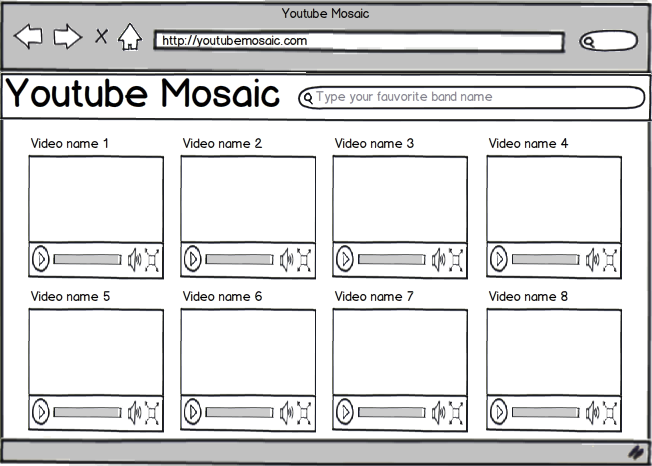 Youtube Mosaic
http://youtubemosaic.com
Youtube Mosaic
Type your fauvorite band name
Video name 1
Video name 2
Video name 3
Video name 4
Video name 5
Video name 6
Video name 7
Video name 8